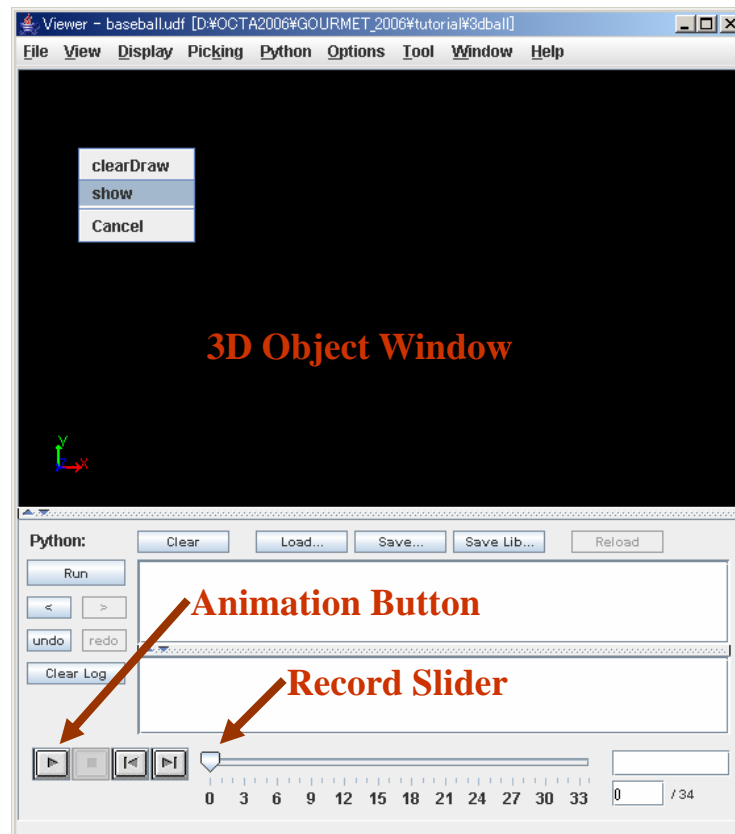 Viewer - baseball.udf [D:¥OCTA2006¥GOURMET_2006¥tutorial¥3dball]
File View Display Picking Python Options Tool Window Help
clearDraw
show
Cancel
3D Object Window
y
z x
Python: Clear Load... Save... Save Lib... Reload
Run
< >
Animation Button
undo redo
Clear Log
Record Slider
0 3 6 9 12 15 18 21 24 27 30 33
0 / 34